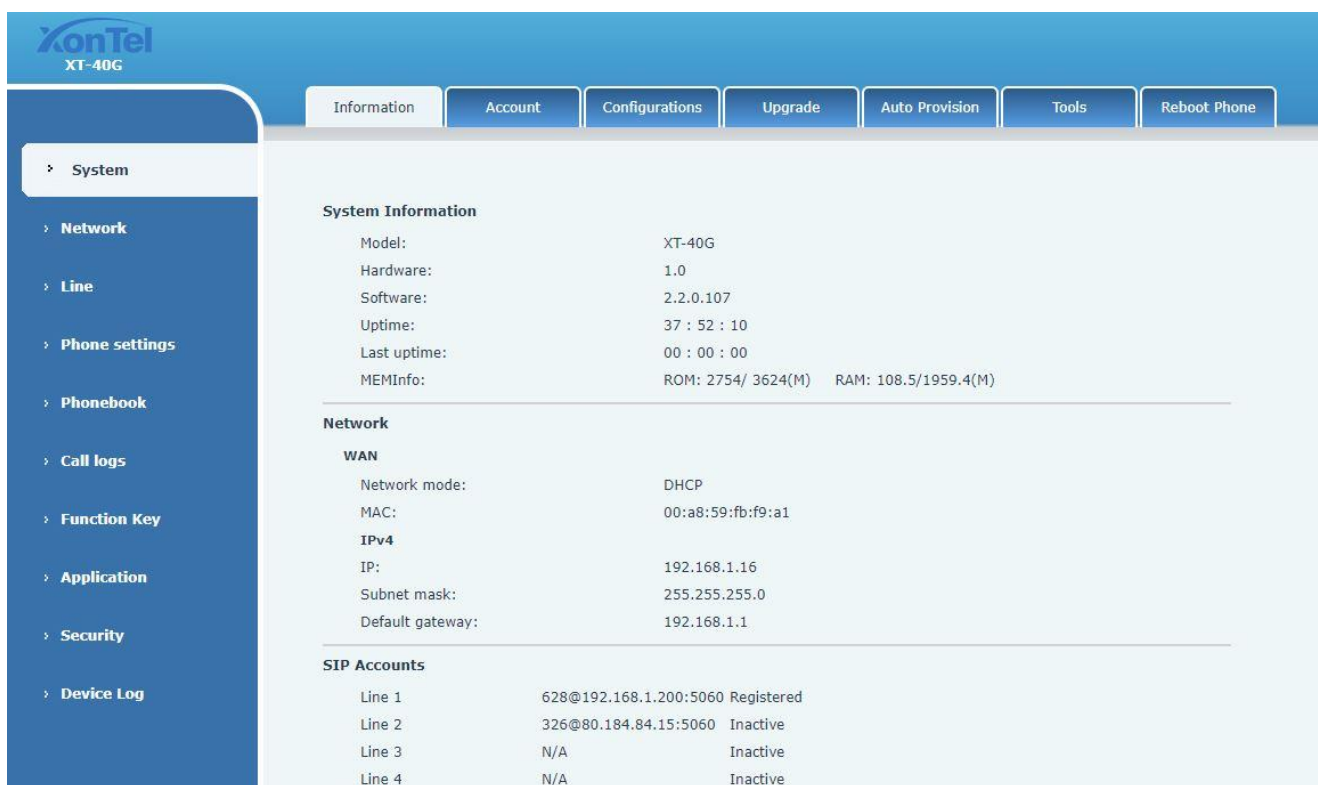 XonTel
XT-40G
Information Account Configurations Upgrade Auto Provision Tools Reboot Phone
System
Network
Line
Phone settings
Phonebook
Call logs
Function Key
Application
Security
Device Log
System Information
Model: XT-40G
Hardware: 1.0
Software: 2.2.0.107
Uptime: 37 : 52 : 10
Last uptime: 00 : 00 : 00
MEMInfo: ROM: 2754/ 3624(M) RAM: 108.5/1959.4(M)
Network
WAN
Network mode: DHCP
MAC: 00:a8:59:fb:f9:a1
IPv4
IP: 192.168.1.16
Subnet mask: 255.255.255.0
Default gateway: 192.168.1.1
SIP Accounts
Line 1 628@192.168.1.200:5060 Registered
Line 2 326@80.184.84.15:5060 Inactive
Line 3 N/A Inactive
Line 4 N/A Inactive